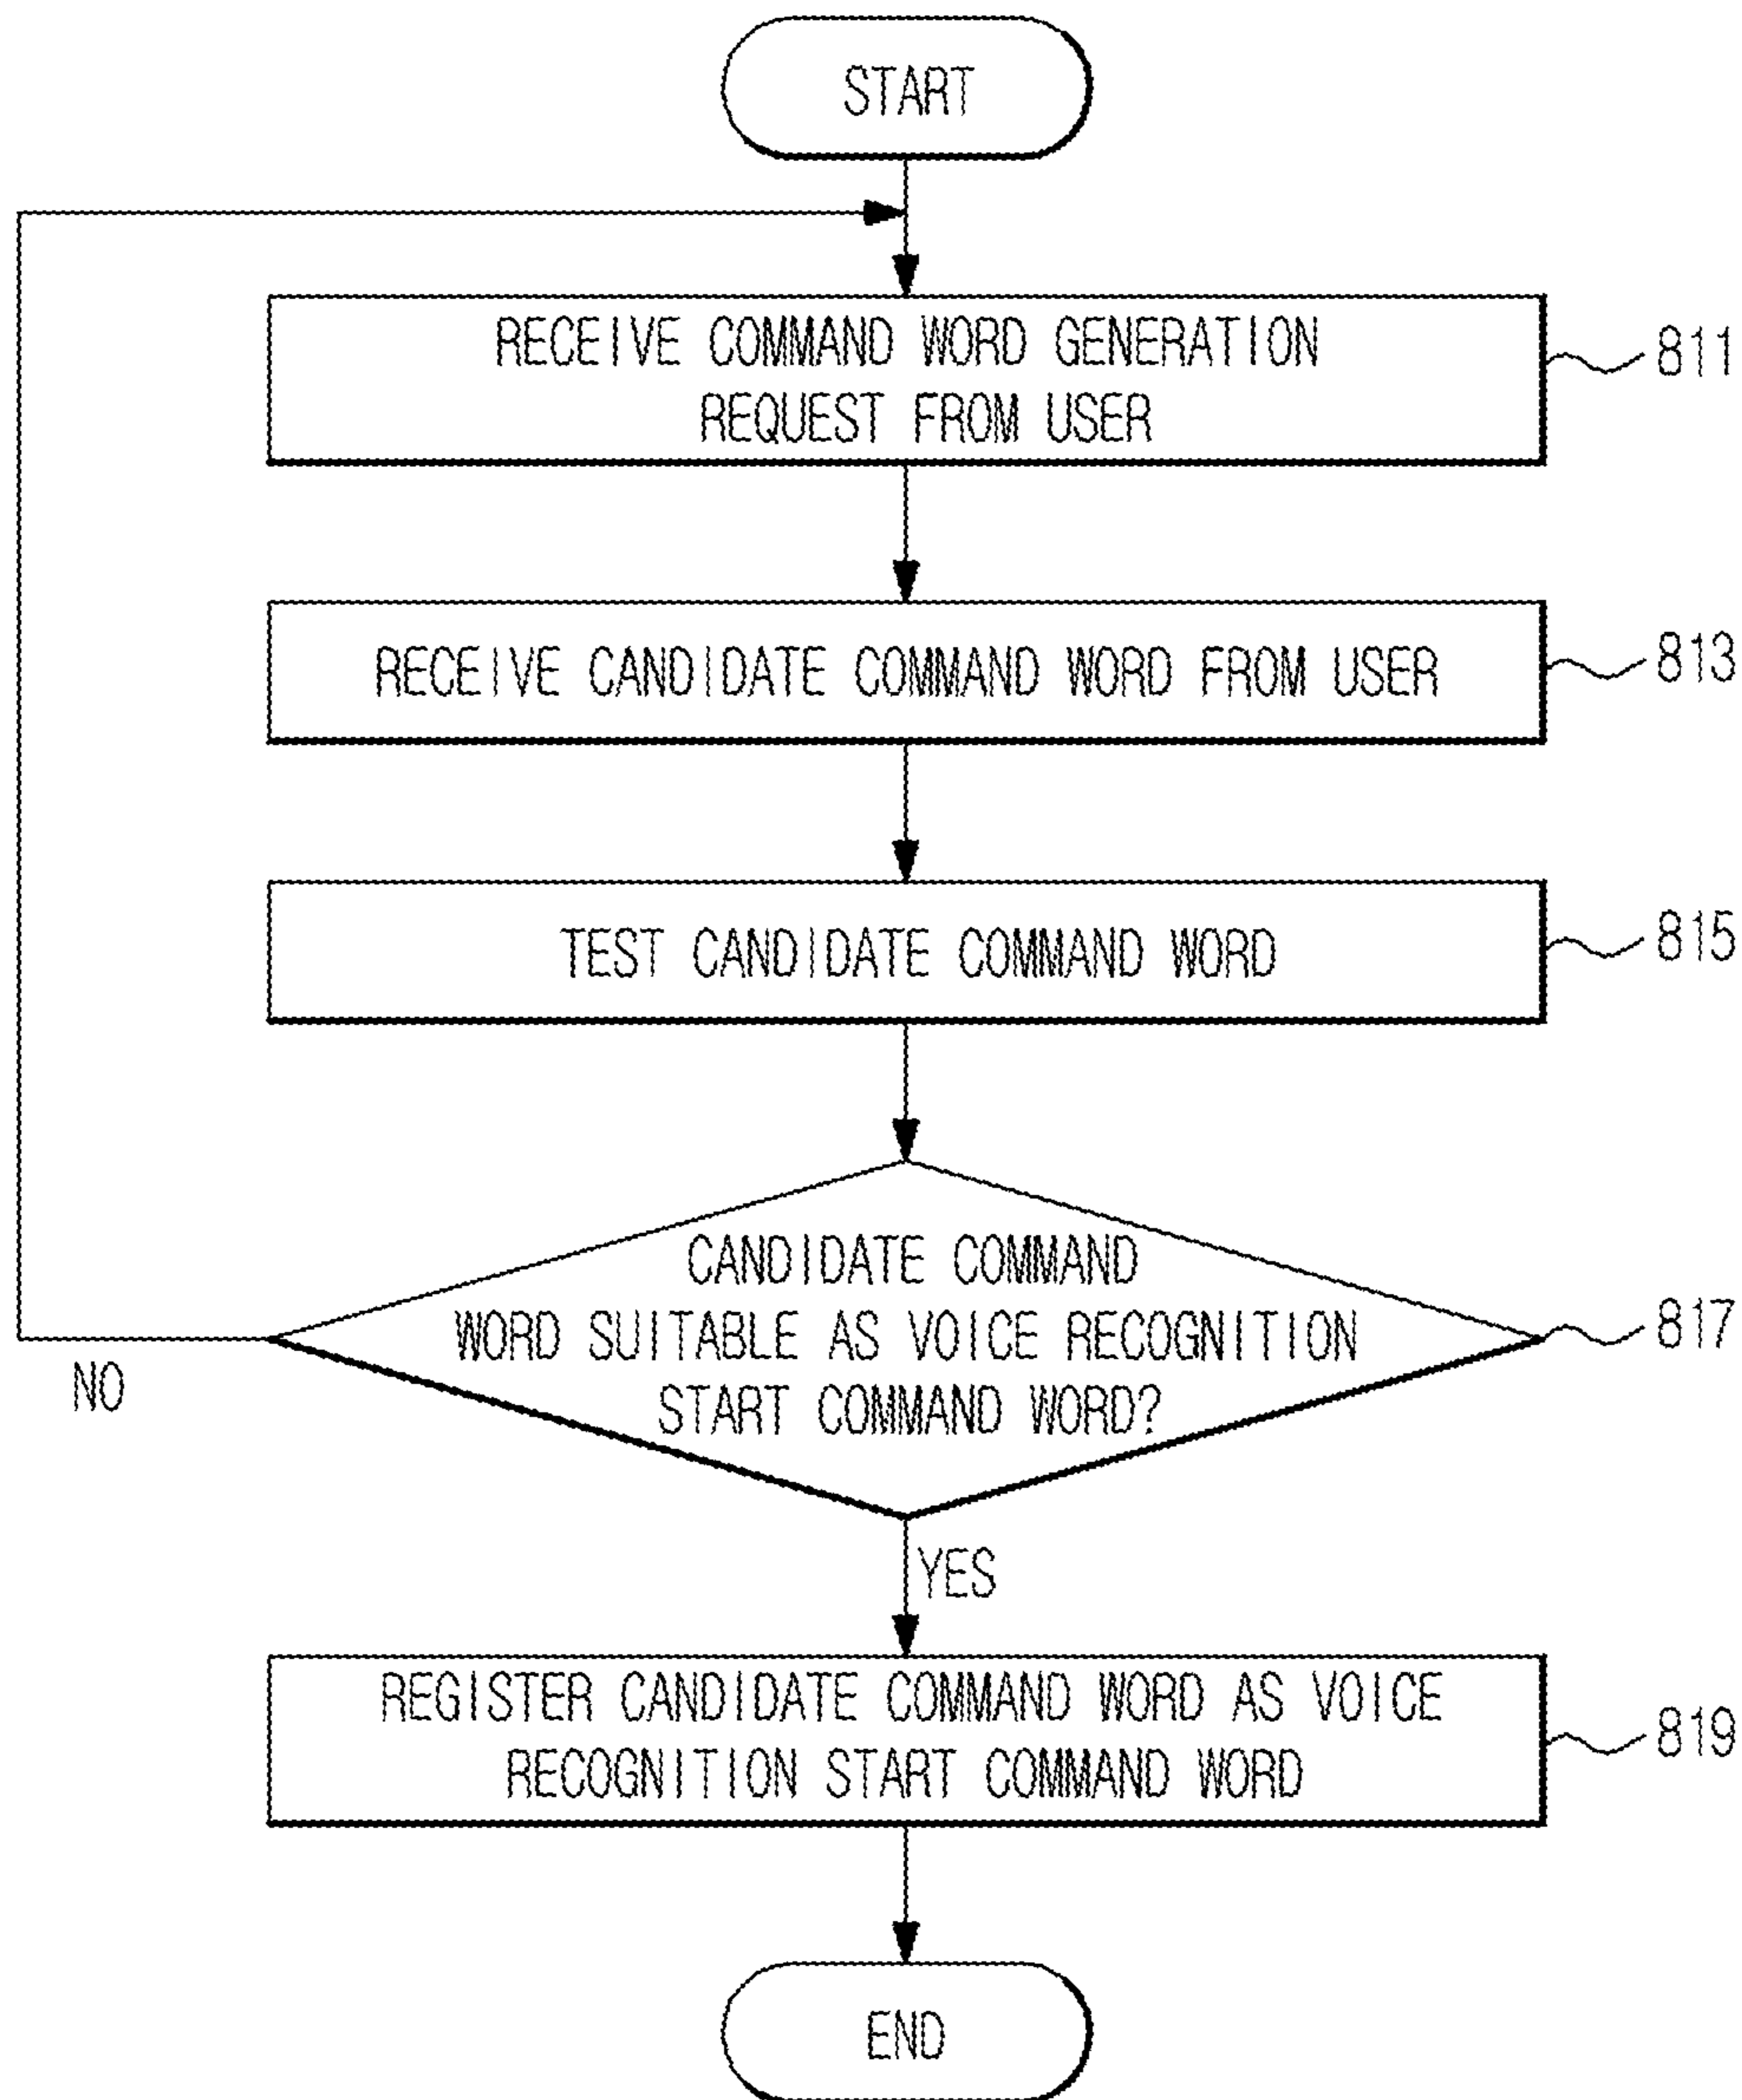 START
RECEIVE COMMAND WORD GENERATION
REQUEST FROM USER
811
RECEIVE CANDIDATE COMMAND WORD FROM USER
813
TEST CANDIDATE COMMAND WORD
815
CANDIDATE COMMAND
WORD SUITABLE AS VOICE RECOGNITION
START COMMAND WORD?
817
NO
YES
REGISTER CANDIDATE COMMAND WORD AS VOICE
RECOGNITION START COMMAND WORD
819
END